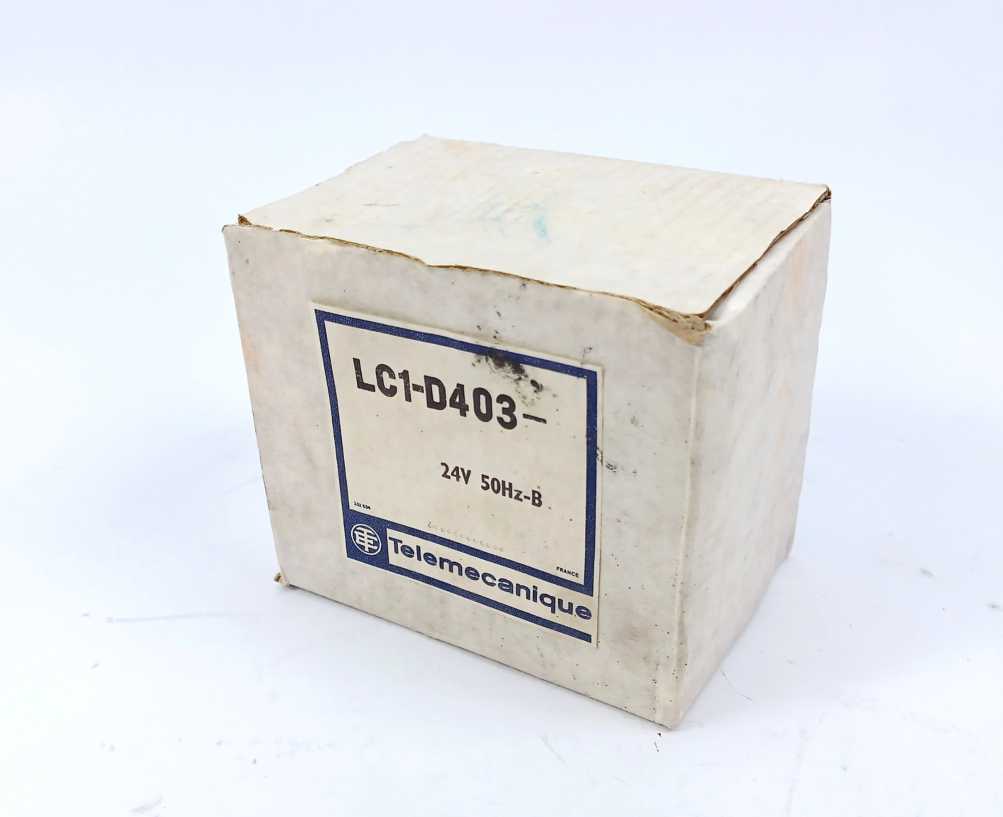 LC1-D403-
24V 50Hz-B
FRANCE
Telemecanique